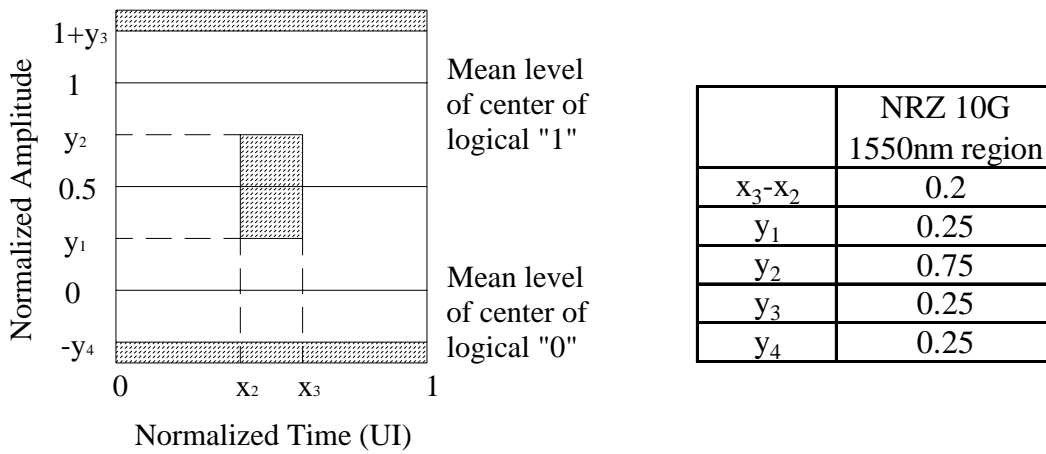 1+y3
1
y2
0.5
y1
0
-y4
Normalized Amplitude
0
x2
x3
1
Normalized Time (UI)
Mean level
of center of
logical "1"
Mean level
of center of
logical "0"
NRZ 10G
1550nm region
x3-x2 0.2
y1 0.25
y2 0.75
y3 0.25
y4 0.25